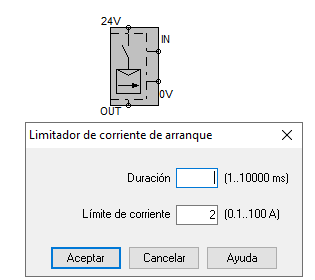 24V
IN
0V
OUT
Limitador de corriente de arranque
Duración (1..10000 ms)
Límite de corriente 2 (0.1..100 A)
Aceptar Cancelar Ayuda